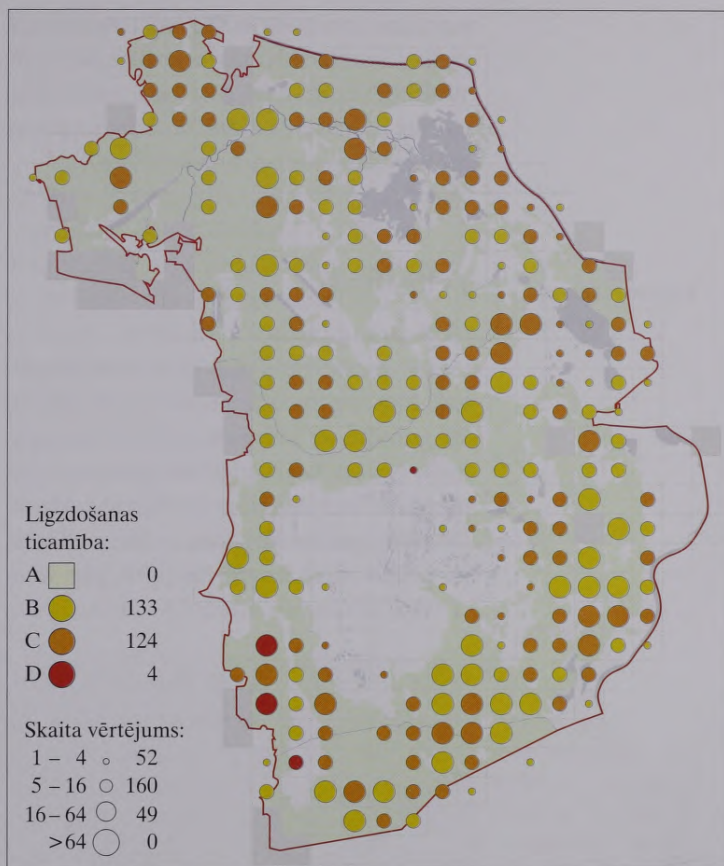 Ligzdošanas
ticamība:
A 0
B 133
C 124
D 4
Skaita vērtējums:
1 – 4 52
5 – 16 160
16 – 64 49
>64 0